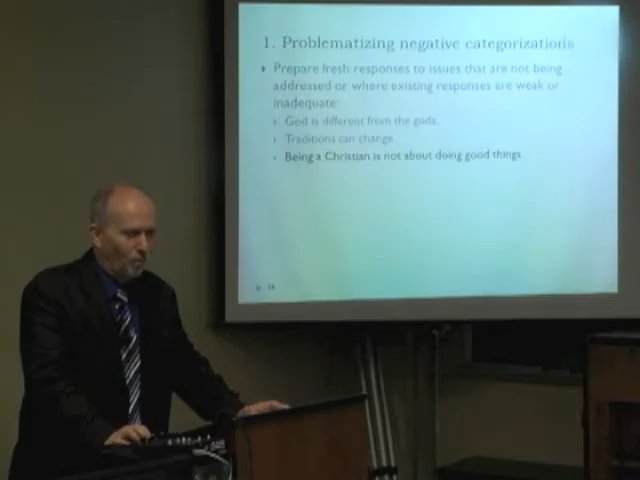 1. Problematizing negative categorizations
Prepare fresh responses to issues that are not being
addressed or where existing responses are weak or
inadequate:
God is different from the gods.
Traditions can change.
Being a Christian is not about doing good things.